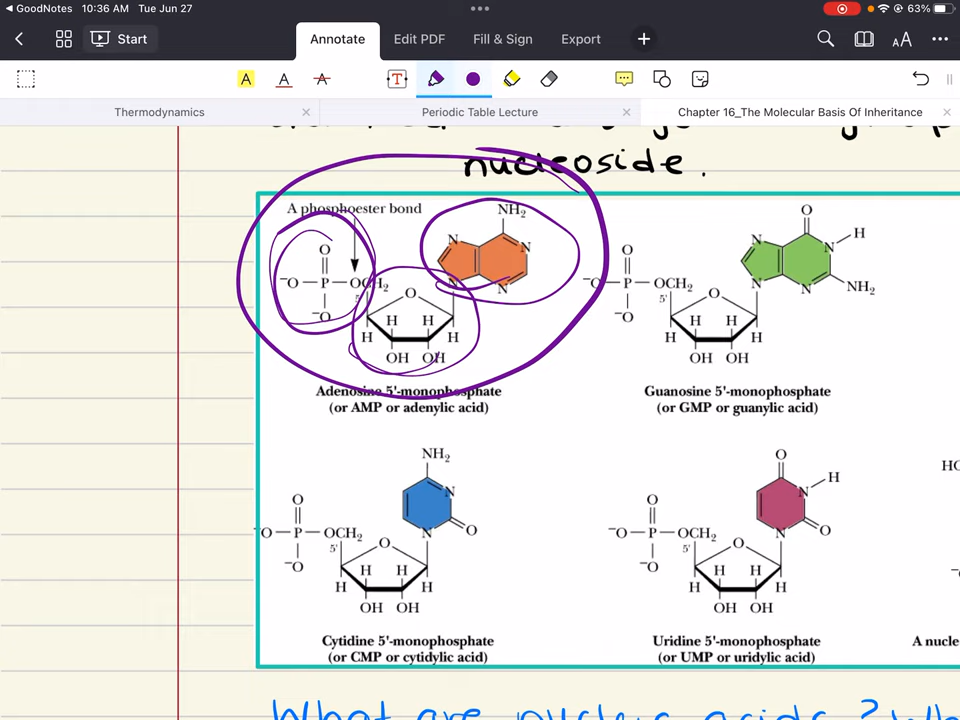 GoodNotes 10:36 AM Tue Jun 27 63%
Start Annotate Edit PDF Fill & Sign Export
A A A T AA
Thermodynamics Periodic Table Lecture Chapter 16_The Molecular Basis Of Inheritance
nucleoside.
A phosphoester bond
NH₂
N N
N N
O
⁻O—P—OCH₂
⁻O
5'
O
H H
H H
OH OH
Adenosine 5'-monophosphate
(or AMP or adenylic acid)
O
N N H
N N NH₂
O
⁻O—P—OCH₂
⁻O
5'
O
H H
H H
OH OH
Guanosine 5'-monophosphate
(or GMP or guanylic acid)
NH₂
N
N O
O
⁻O—P—OCH₂
⁻O
5'
O
H H
H H
OH OH
Cytidine 5'-monophosphate
(or CMP or cytidylic acid)
O
N H
N O
O
⁻O—P—OCH₂
⁻O
5'
O
H H
H H
OH OH
Uridine 5'-monophosphate
(or UMP or uridylic acid)
HO
A nucle
What are nucleic acids?